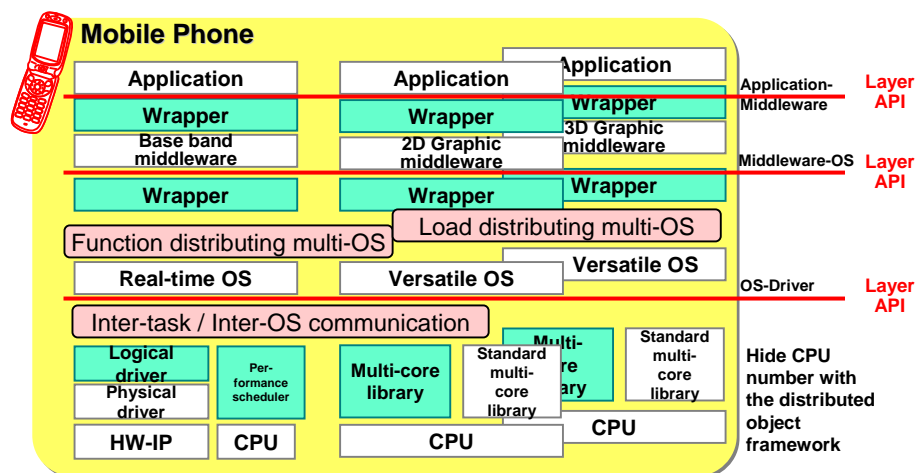 Mobile Phone
Application
Application
Application
Application-
Middleware
Layer
API
Wrapper
Wrapper
Wrapper
Base band
middleware
2D Graphic
middleware
3D Graphic
middleware
Middleware-OS
Layer
API
Wrapper
Wrapper
Wrapper
Function distributing multi-OS
Load distributing multi-OS
Real-time OS
Versatile OS
Versatile OS
OS-Driver
Layer
API
Inter-task / Inter-OS communication
Logical
driver
Physical
driver
Per-
formance
scheduler
Multi-core
library
Standard
multi-
core
library
Multi-
Standard
multi-
core
library
HW-IP
CPU
CPU
CPU
Hide CPU
number with
the distributed
object
framework